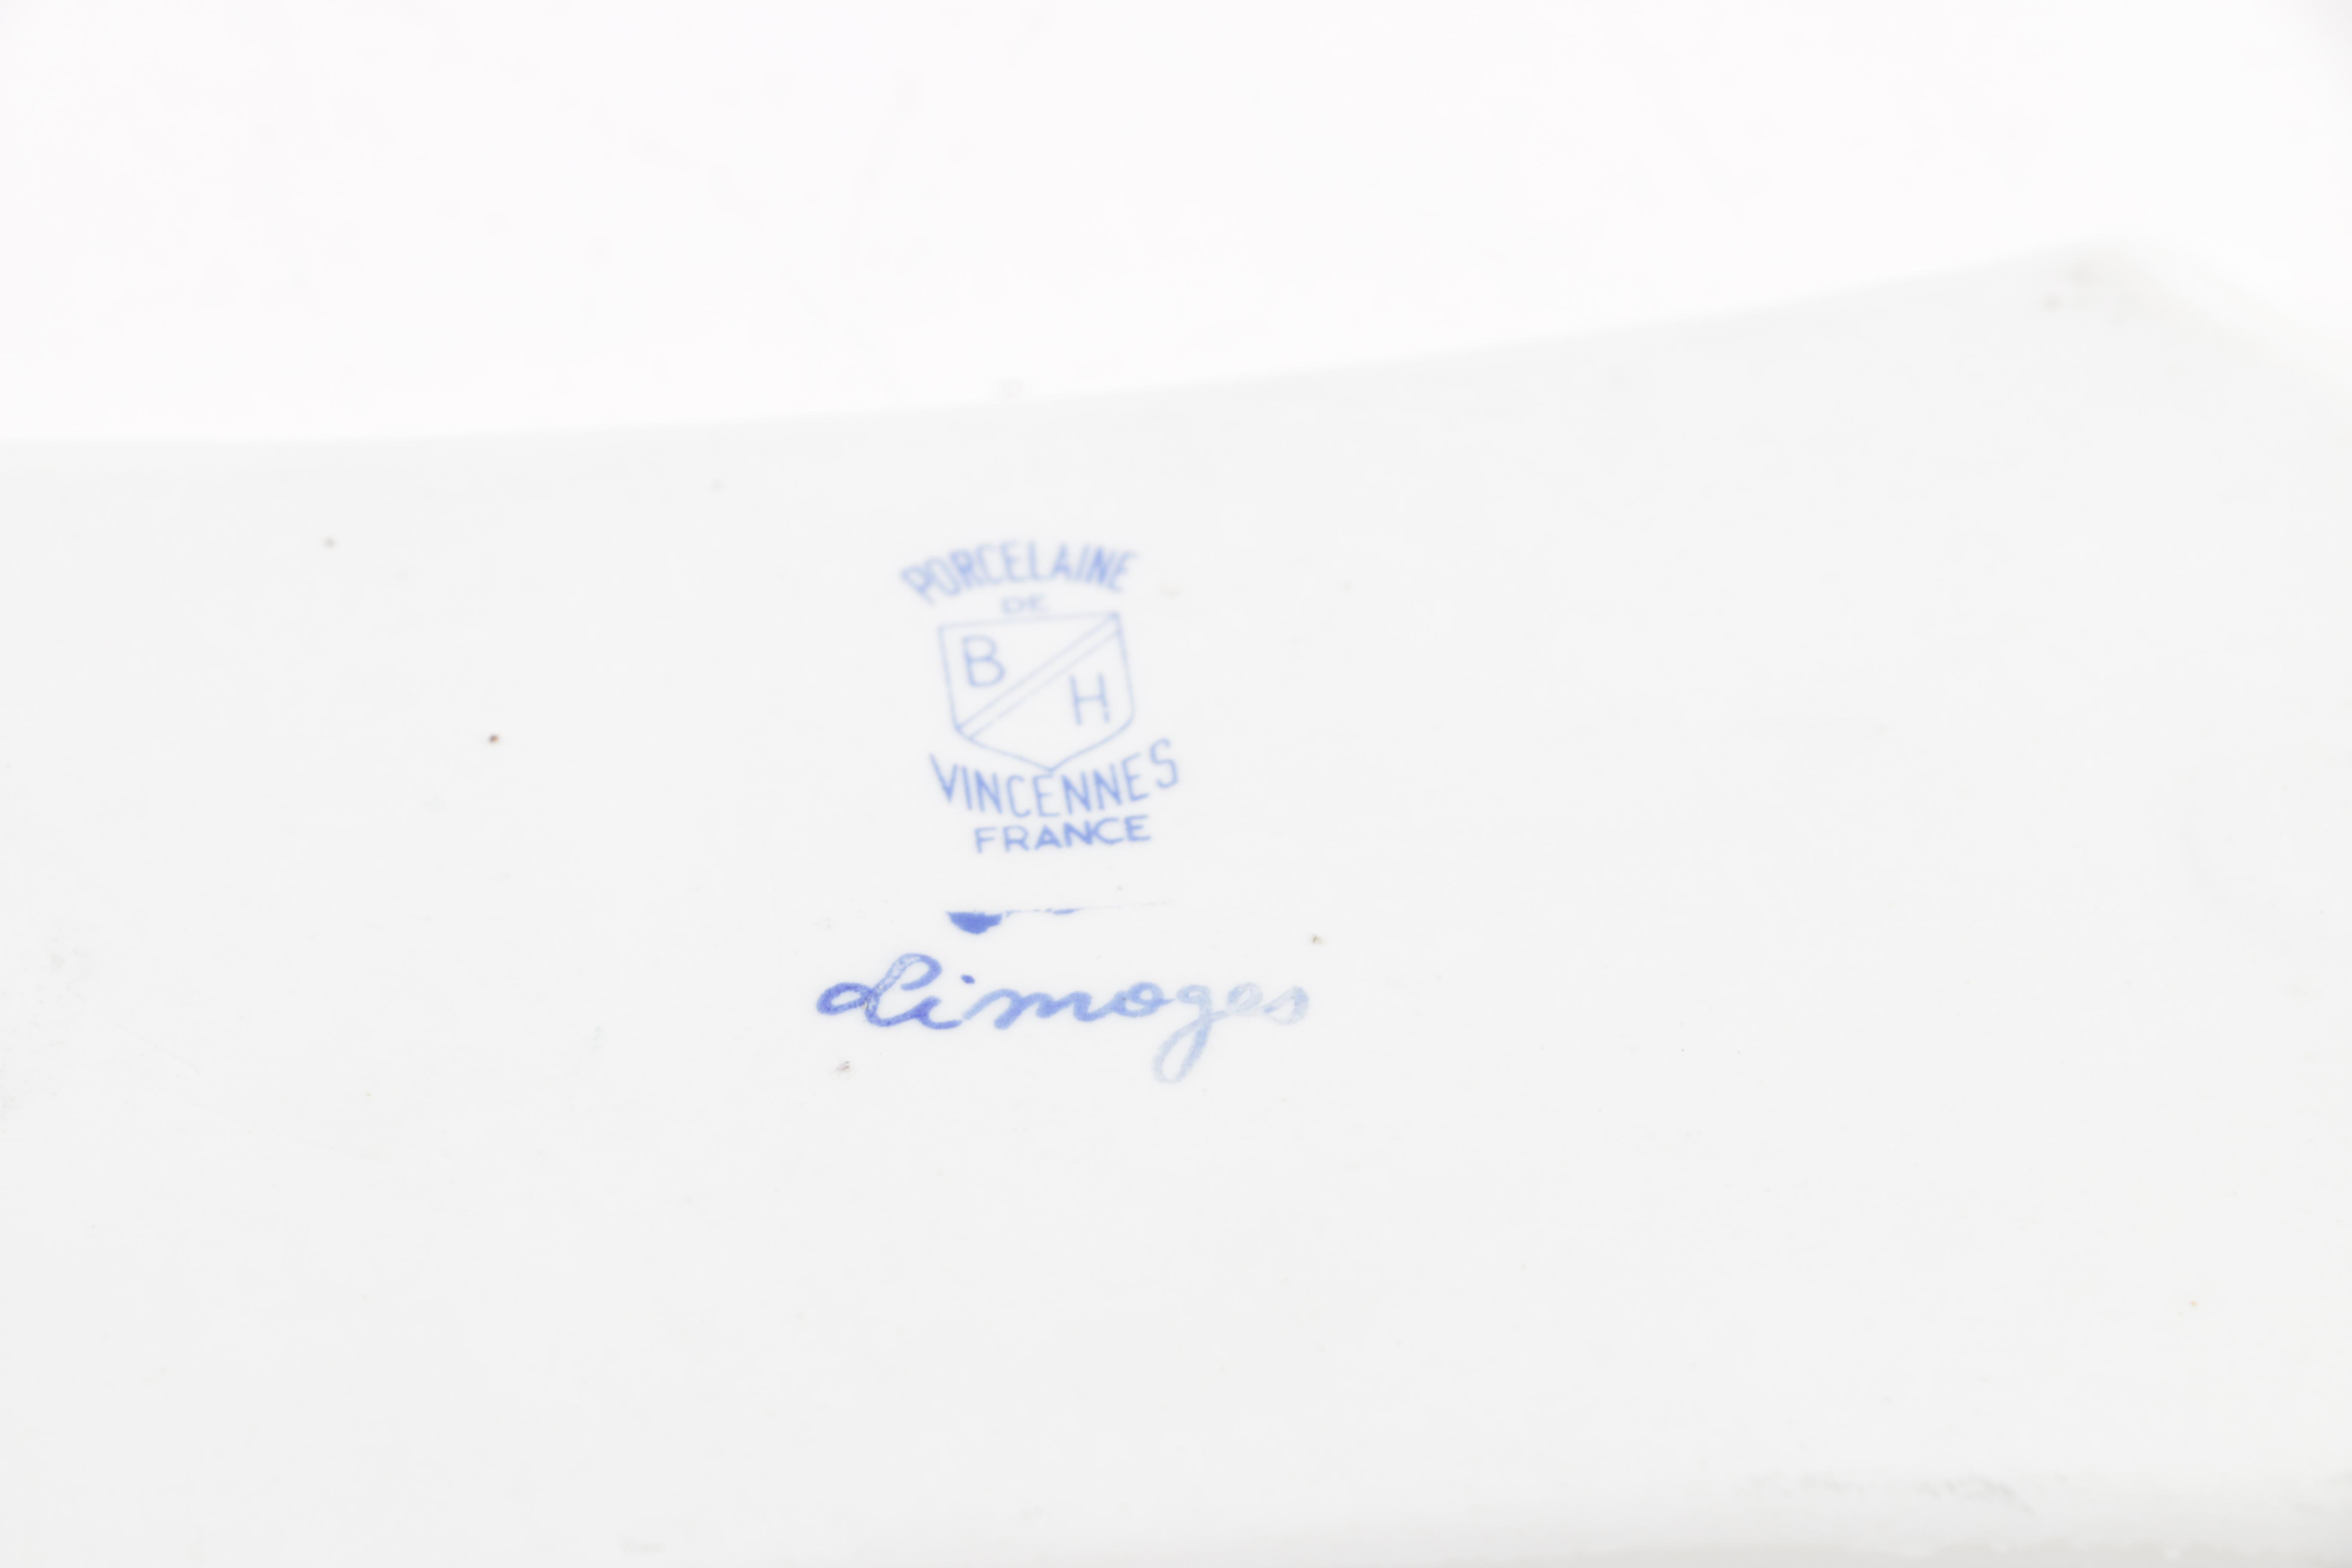 PORCELAINE
DE
B
H
VINCENNES
FRANCE
Limoges